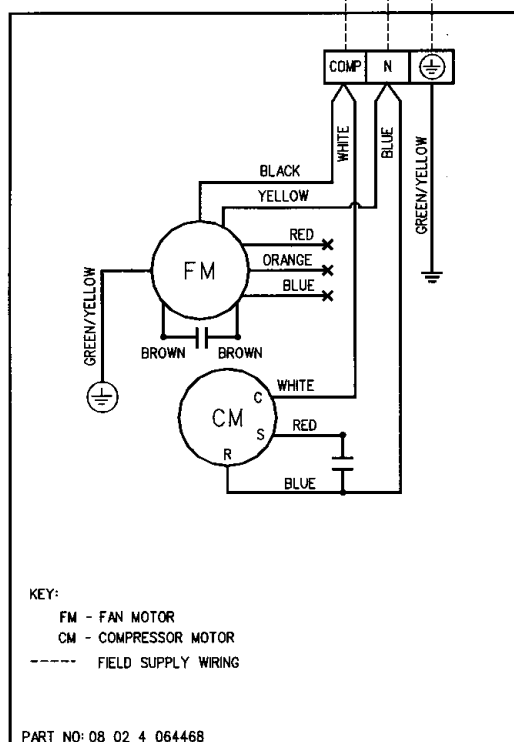 COMP N
WHITE
BLUE
GREEN/YELLOW
BLACK
YELLOW
RED
ORANGE
BLUE
FM
GREEN/YELLOW
BROWN BROWN
WHITE
C
CM
S
RED
R
BLUE
KEY:
FM - FAN MOTOR
CM - COMPRESSOR MOTOR
----- FIELD SUPPLY WIRING
PART NO: 08 02 4 064468